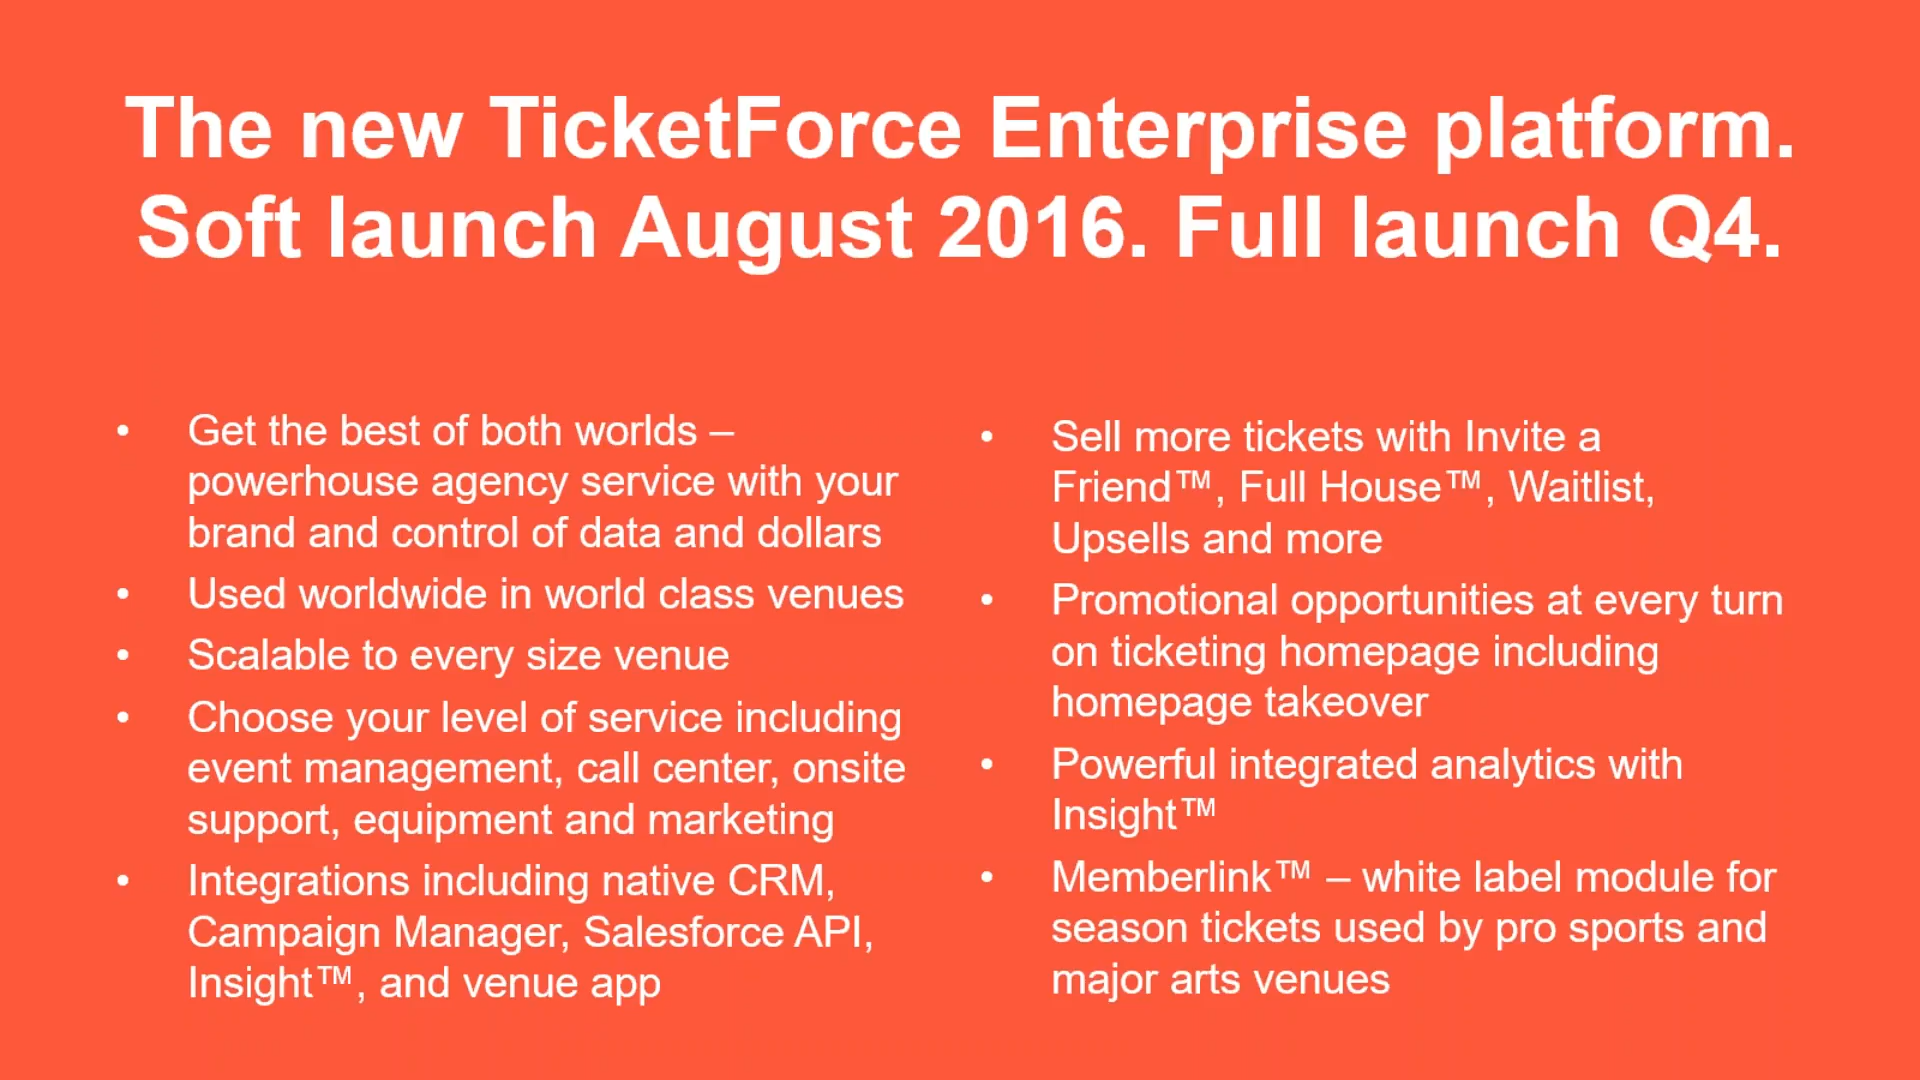 The new TicketForce Enterprise platform.
Soft launch August 2016. Full launch Q4.
• Get the best of both worlds –
powerhouse agency service with your
brand and control of data and dollars
• Used worldwide in world class venues
• Scalable to every size venue
• Choose your level of service including
event management, call center, onsite
support, equipment and marketing
• Integrations including native CRM,
Campaign Manager, Salesforce API,
Insight™, and venue app
• Sell more tickets with Invite a
Friend™, Full House™, Waitlist,
Upsells and more
• Promotional opportunities at every turn
on ticketing homepage including
homepage takeover
• Powerful integrated analytics with
Insight™
• Memberlink™ – white label module for
season tickets used by pro sports and
major arts venues